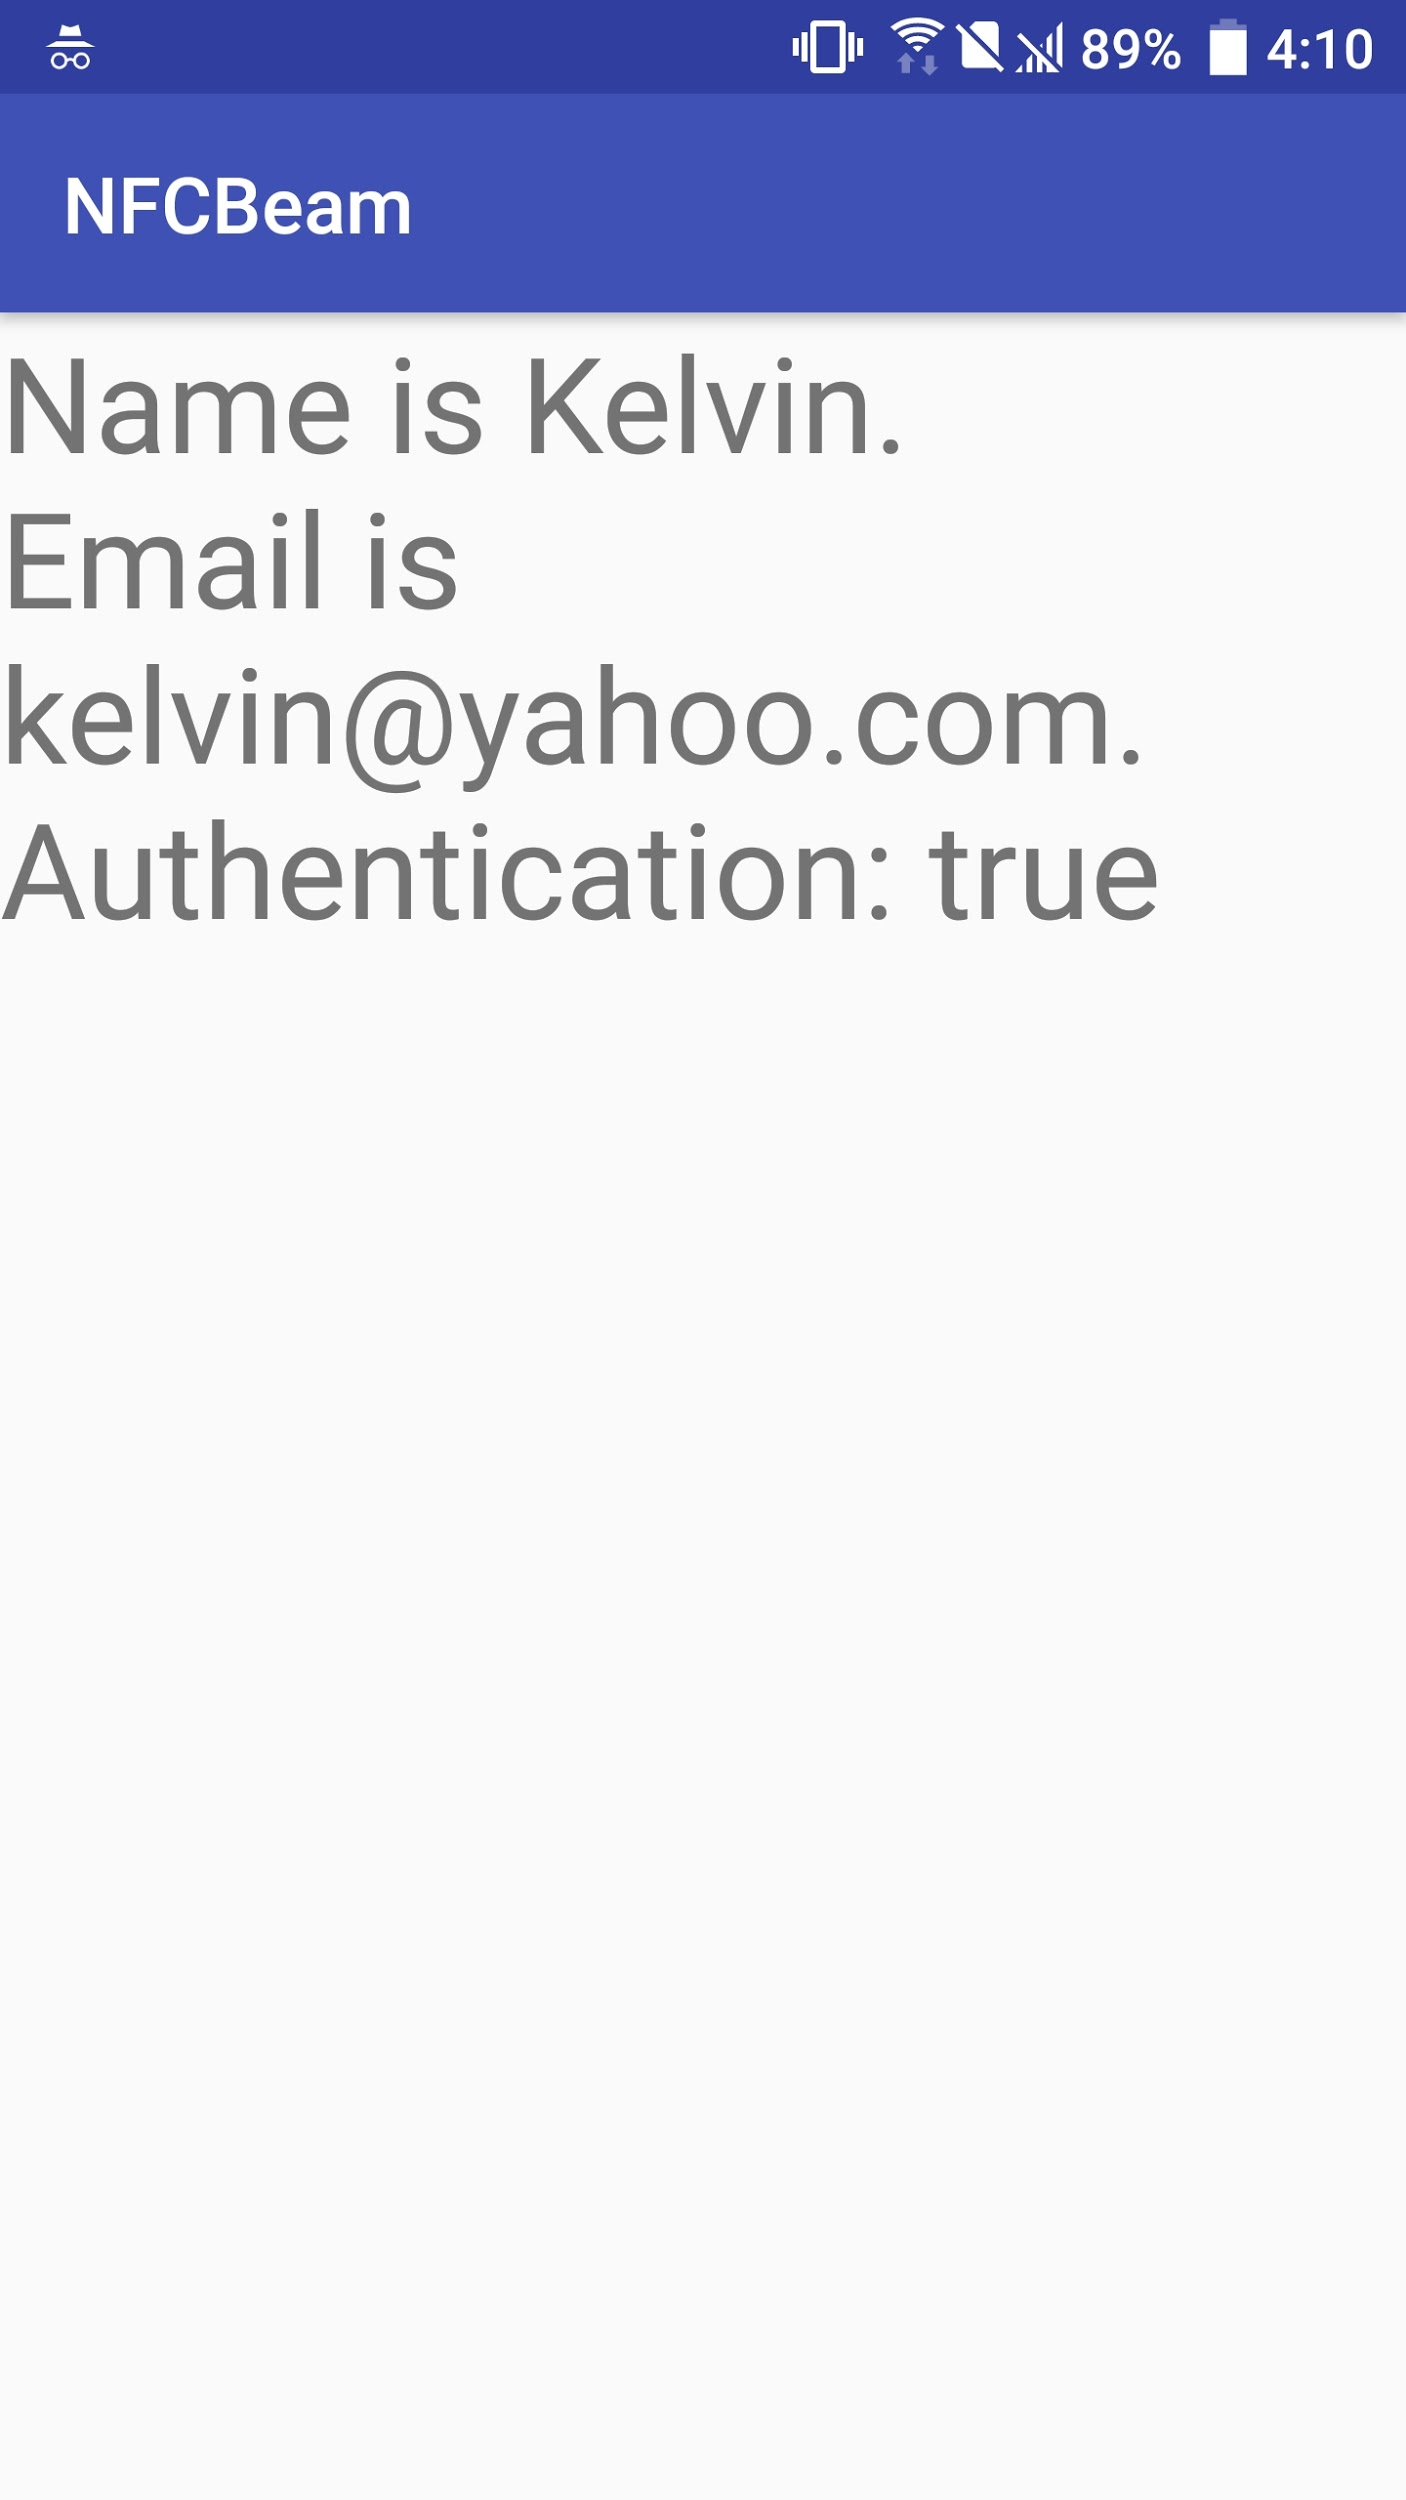 89% 4:10
NFCBeam
Name is Kelvin.
Email is
kelvin@yahoo.com.
Authentication: true